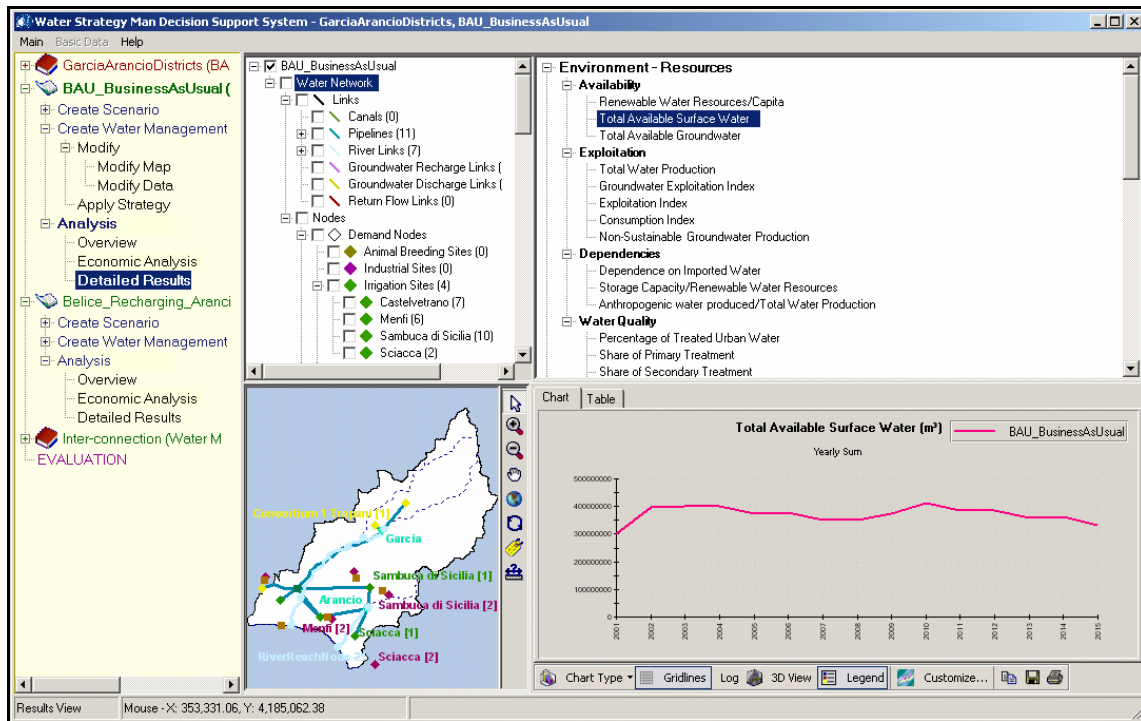 Water Strategy Man Decision Support System - GarciaArancioDistricts, BAU_BusinessAsUsual
Main Basic Data Help
GarciaArancioDistricts (BA
BAU_BusinessAsUsual (
Create Scenario
Create Water Management
Modify
Modify Map
Modify Data
Apply Strategy
Analysis
Overview
Economic Analysis
Detailed Results
Belice_Recharging_Aranci
Create Scenario
Create Water Management
Analysis
Overview
Economic Analysis
Detailed Results
Inter-connection (Water M
EVALUATION
BAU_BusinessAsUsual
Water Network
Links
Canals (0)
Pipelines (11)
River Links (7)
Groundwater Recharge Links (
Groundwater Discharge Links (
Return Flow Links (0)
Nodes
Demand Nodes
Animal Breeding Sites (0)
Industrial Sites (0)
Irrigation Sites (4)
Castelvetrano (7)
Menfi (6)
Sambuca di Sicilia (10)
Sciacca (2)
Environment - Resources
Availability
Renewable Water Resources/Capita
Total Available Surface Water
Total Available Groundwater
Exploitation
Total Water Production
Groundwater Exploitation Index
Exploitation Index
Consumption Index
Non-Sustainable Groundwater Production
Dependencies
Dependence on Imported Water
Storage Capacity/Renewable Water Resources
Anthropogenic water produced/Total Water Production
Water Quality
Percentage of Treated Urban Water
Share of Primary Treatment
Share of Secondary Treatment
Consortium 1 Trapani [1]
Garcia
N
Sambuca di Sicilia [1]
Arancio
Sambuca di Sicilia [2]
Menfi [2]
Sciacca [1]
Sciacca [2]
Chart Table
Total Available Surface Water (m³)
BAU_BusinessAsUsual
Yearly Sum
500000000
400000000
300000000
200000000
100000000
0
2001 2002 2003 2004 2005 2006 2007 2008 2009 2010 2011 2012 2013 2014 2015
Chart Type Gridlines Log 3D View Legend Customize...
Results View Mouse - X: 353,331.06, Y: 4,185,062.38